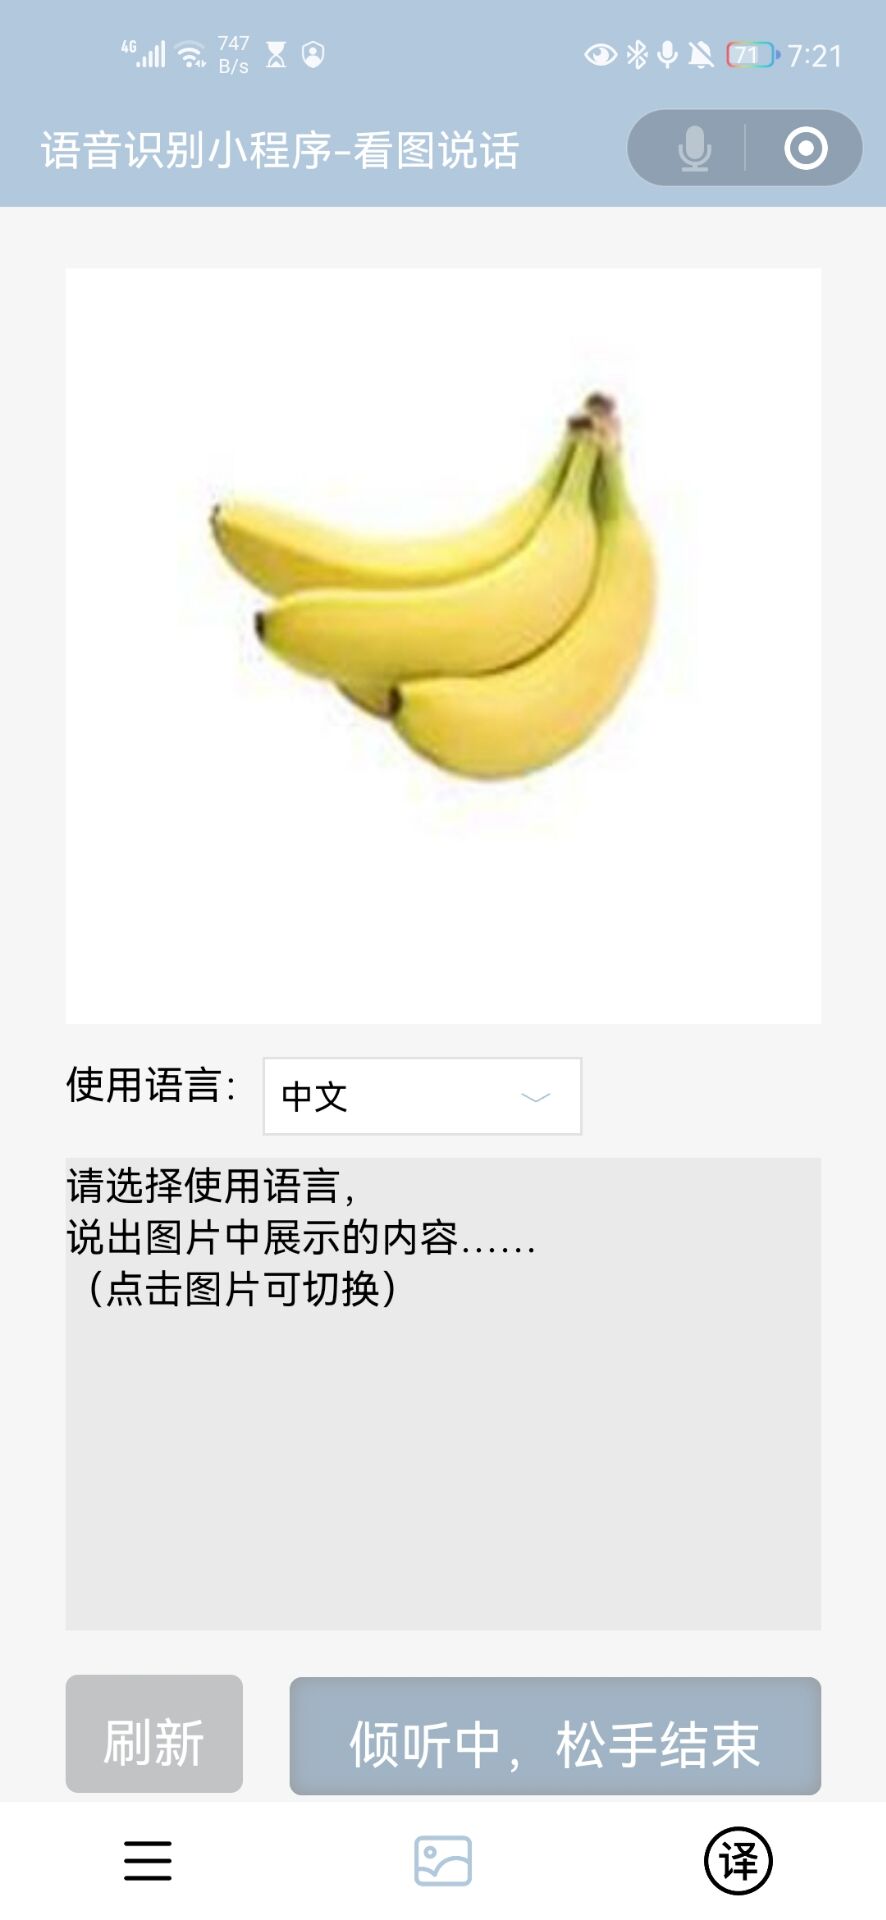 4G 747 B/s 71 7:21
语音识别小程序-看图说话
使用语言： 中文
请选择使用语言，
说出图片中展示的内容……
（点击图片可切换）
刷新 倾听中，松手结束
译